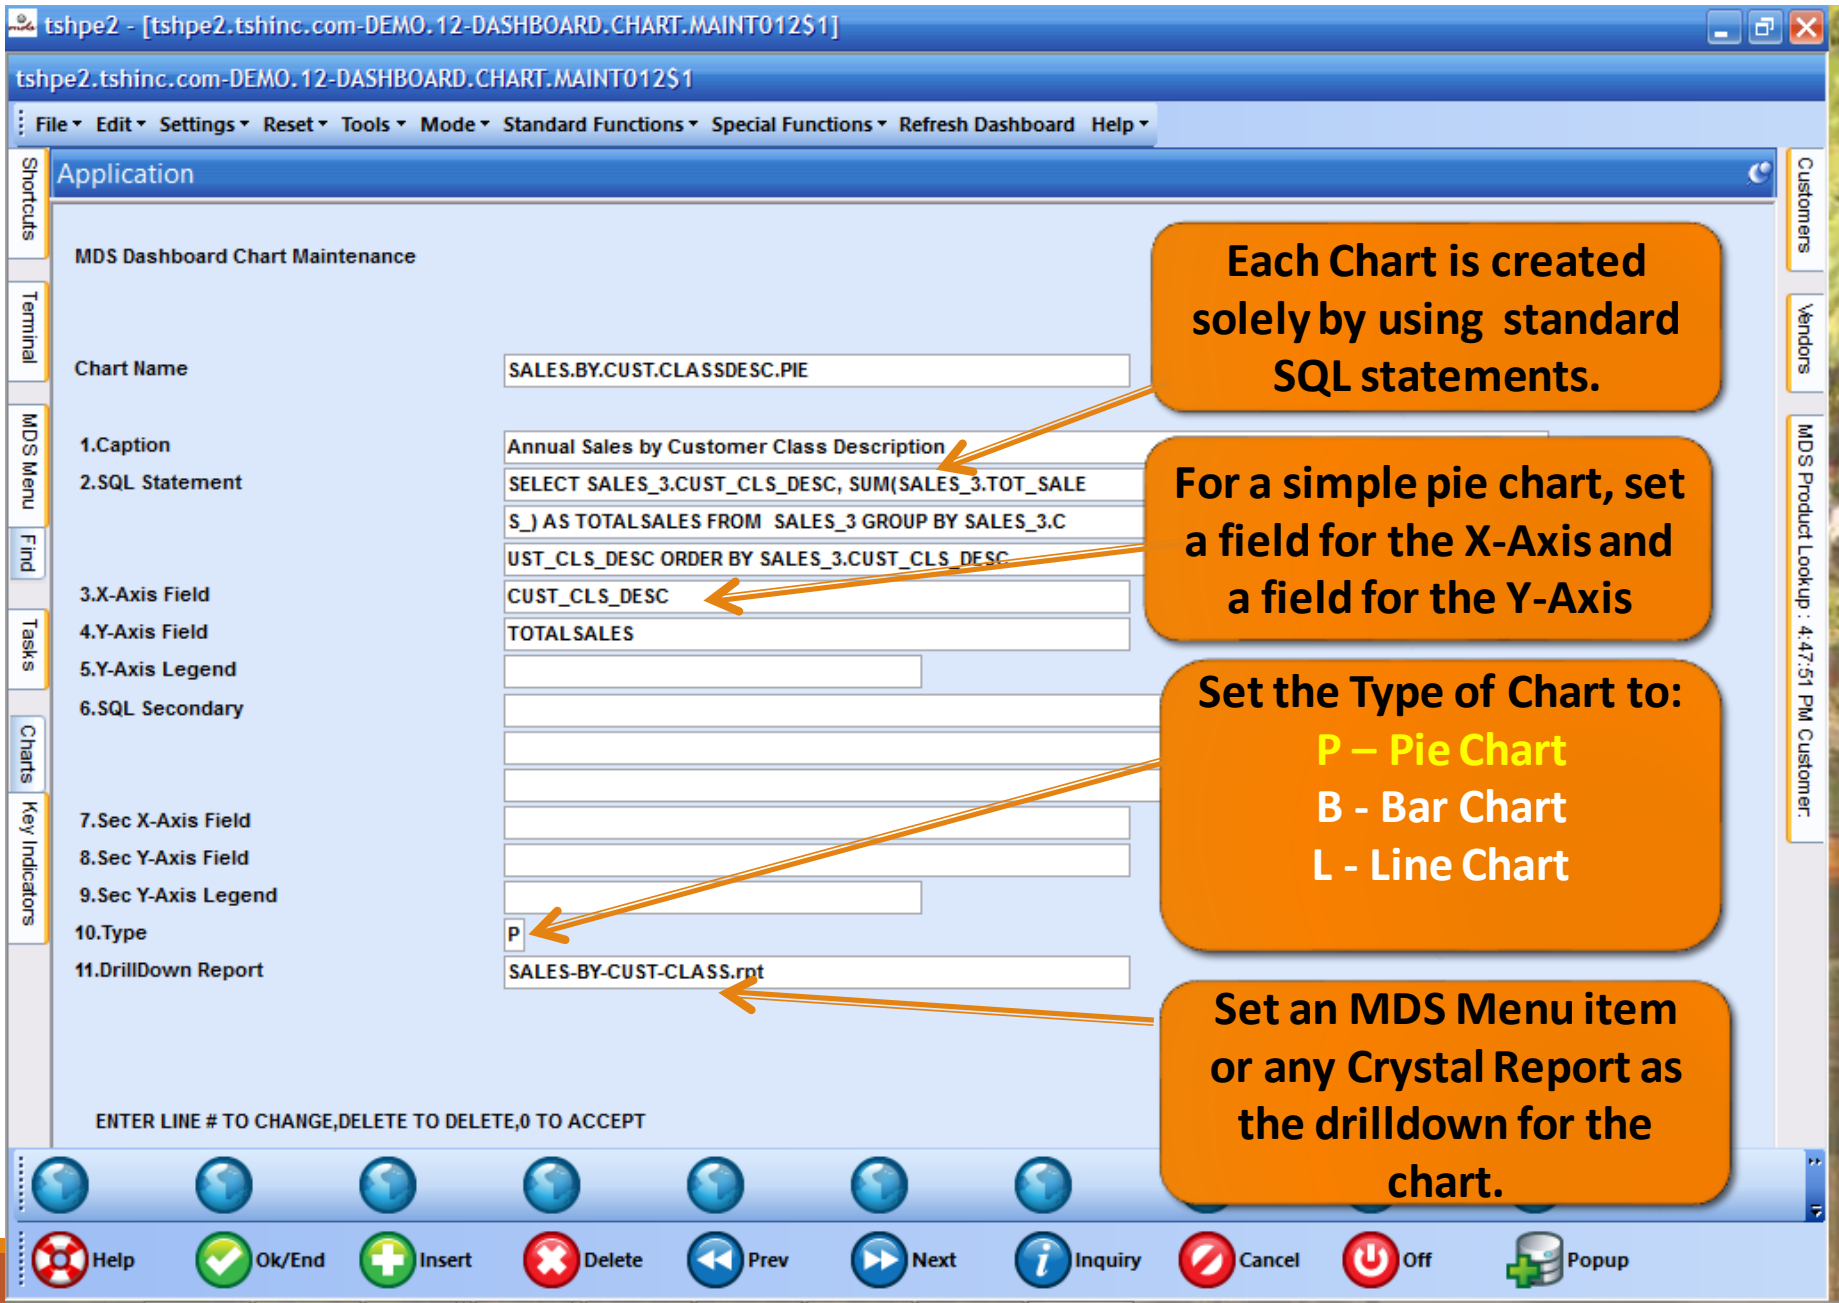 tshpe2 - [tshpe2.tshinc.com-DEMO.12-DASHBOARD.CHART.MAINT012$1]
tshpe2.tshinc.com-DEMO.12-DASHBOARD.CHART.MAINT012$1
File Edit Settings Reset Tools Mode Standard Functions Special Functions Refresh Dashboard Help
Application
Shortcuts
Terminal
MDS Menu
Find
Tasks
Charts
Key Indicators
MDS Dashboard Chart Maintenance
Chart Name SALES.BY.CUST.CLASSDESC.PIE
1.Caption Annual Sales by Customer Class Description
2.SQL Statement SELECT SALES_3.CUST_CLS_DESC, SUM(SALES_3.TOT_SALE
S_) AS TOTALSALES FROM  SALES_3 GROUP BY SALES_3.C
UST_CLS_DESC ORDER BY SALES_3.CUST_CLS_DESC
3.X-Axis Field CUST_CLS_DESC
4.Y-Axis Field TOTALSALES
5.Y-Axis Legend
6.SQL Secondary
7.Sec X-Axis Field
8.Sec Y-Axis Field
9.Sec Y-Axis Legend
10.Type P
11.DrillDown Report SALES-BY-CUST-CLASS.rpt
ENTER LINE # TO CHANGE,DELETE TO DELETE,0 TO ACCEPT
Each Chart is created
solely by using standard
SQL statements.
For a simple pie chart, set
a field for the X-Axis and
a field for the Y-Axis
Set the Type of Chart to:
P – Pie Chart
B - Bar Chart
L - Line Chart
Set an MDS Menu item
or any Crystal Report as
the drilldown for the
chart.
Customers
Vendors
MDS Product Lookup : 4:47:51 PM Customer:
Help Ok/End Insert Delete Prev Next Inquiry Cancel Off Popup